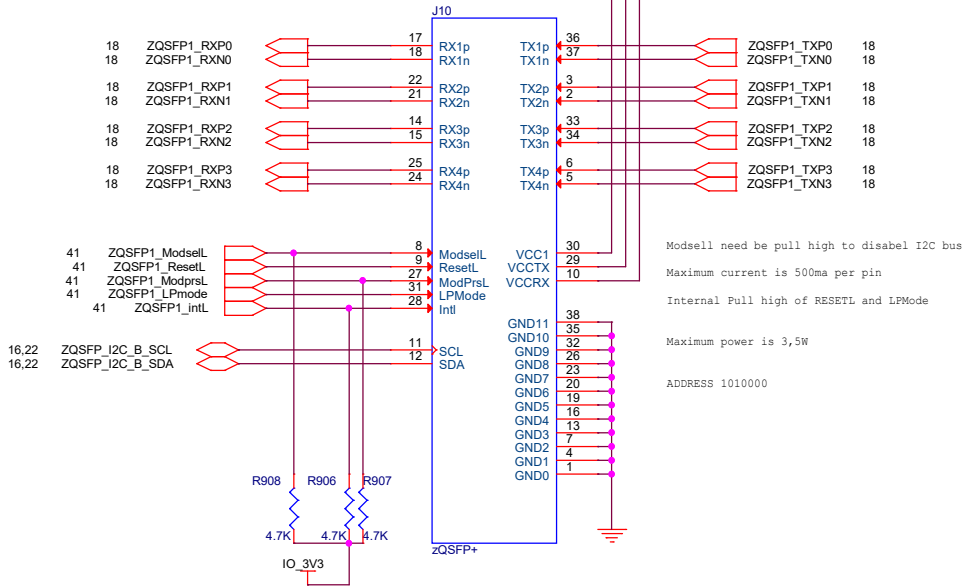 J10
18 ZQSFP1_RXP0 17 RX1p TX1p 36 ZQSFP1_TXP0 18
18 ZQSFP1_RXN0 18 RX1n TX1n 37 ZQSFP1_TXN0 18
18 ZQSFP1_RXP1 22 RX2p TX2p 3 ZQSFP1_TXP1 18
18 ZQSFP1_RXN1 21 RX2n TX2n 2 ZQSFP1_TXN1 18
18 ZQSFP1_RXP2 14 RX3p TX3p 33 ZQSFP1_TXP2 18
18 ZQSFP1_RXN2 15 RX3n TX3n 34 ZQSFP1_TXN2 18
18 ZQSFP1_RXP3 25 RX4p TX4p 6 ZQSFP1_TXP3 18
18 ZQSFP1_RXN3 24 RX4n TX4n 5 ZQSFP1_TXN3 18
41 ZQSFP1_ModselL 8 ModselL VCC1 30 Modsell need be pull high to disabel I2C bus
41 ZQSFP1_ResetL 9 ResetL VCCTX 29
41 ZQSFP1_ModprsL 27 ModPrsL VCCRX 10 Maximum current is 500ma per pin
41 ZQSFP1_LPmode 31 LPMode
41 ZQSFP1_intL 28 Intl Internal Pull high of RESETL and LPMode
GND11 38
GND10 35
16,22 ZQSFP_I2C_B_SCL 11 SCL GND9 32 Maximum power is 3,5W
16,22 ZQSFP_I2C_B_SDA 12 SDA GND8 26
GND7 23
GND6 20 ADDRESS 1010000
GND5 19
GND4 16
GND3 13
GND2 7
GND1 4
GND0 1
R908 R906 R907
4.7K 4.7K 4.7K
zQSFP+
IO_3V3